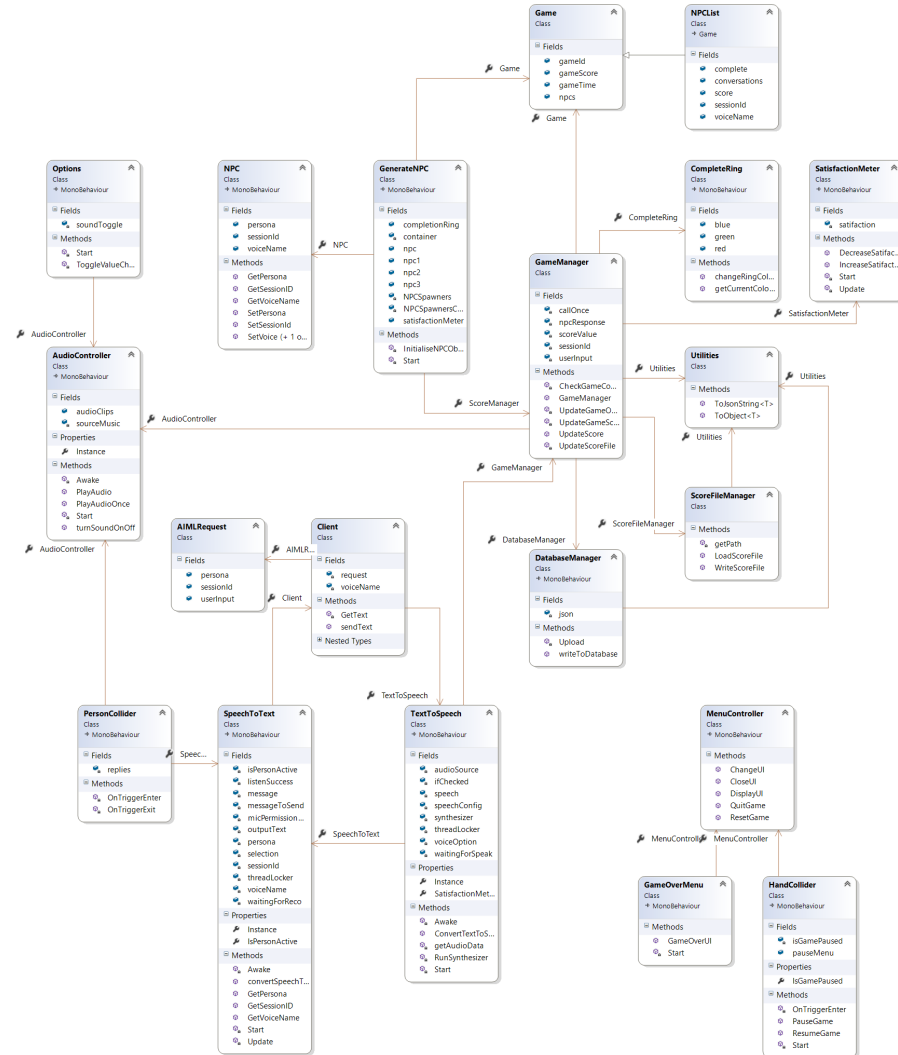 Game
Class
Fields
gameId
gameScore
gameTime
npcs
NPCList
Class
Game
Fields
complete
conversations
score
sessionId
voiceName
Game
Game
Options
Class
MonoBehaviour
Fields
soundToggle
Methods
Start
ToggleValueCh...
NPC
Class
MonoBehaviour
Fields
persona
sessionId
voiceName
Methods
GetPersona
GetSessionID
GetVoiceName
SetPersona
SetSessionId
SetVoice (+ 1 o...
NPC
GenerateNPC
Class
MonoBehaviour
Fields
completionRing
container
npc
npc1
npc2
npc3
NPCSpawners
NPCSpawnersC...
satisfactionMeter
Methods
InitialiseNPCOb...
Start
CompleteRing
Class
MonoBehaviour
Fields
blue
green
red
Methods
changeRingCol...
getCurrentColo...
CompleteRing
SatisfactionMeter
Class
MonoBehaviour
Fields
satifaction
Methods
DecreaseSatifac...
IncreaseSatifact...
Start
Update
SatisfactionMeter
GameManager
Class
Fields
callOnce
npcResponse
scoreValue
sessionId
userInput
Methods
CheckGameCo...
GameManager
UpdateGameO...
UpdateGameSc...
UpdateScore
UpdateScoreFile
AudioController
AudioController
Class
MonoBehaviour
Fields
audioClips
sourceMusic
Properties
Instance
Methods
Awake
PlayAudio
PlayAudioOnce
Start
turnSoundOnOff
AudioController
AudioController
ScoreManager
GameManager
Utilities
Class
Methods
ToJsonString<T>
ToObject<T>
Utilities
Utilities
Utilities
ScoreFileManager
Class
Methods
getPath
LoadScoreFile
WriteScoreFile
ScoreFileManager
DatabaseManager
DatabaseManager
Class
MonoBehaviour
Fields
json
Methods
Upload
writeToDatabase
AIMLRequest
Class
Fields
persona
sessionId
userInput
AIMLR...
Client
Class
Fields
request
voiceName
Methods
GetText
sendText
Nested Types
Client
TextToSpeech
PersonCollider
Class
MonoBehaviour
Fields
replies
Methods
OnTriggerEnter
OnTriggerExit
Speec...
SpeechToText
Class
MonoBehaviour
Fields
isPersonActive
listenSuccess
message
messageToSend
micPermission...
outputText
persona
selection
sessionId
threadLocker
voiceName
waitingForReco
Properties
Instance
IsPersonActive
Methods
Awake
convertSpeechT...
GetPersona
GetSessionID
GetVoiceName
Start
Update
SpeechToText
TextToSpeech
Class
MonoBehaviour
Fields
audioSource
ifChecked
speech
speechConfig
synthesizer
threadLocker
voiceOption
waitingForSpeak
Properties
Instance
SatisfactionMet...
Methods
Awake
ConvertTextToS...
getAudioData
RunSynthesizer
Start
MenuController
Class
MonoBehaviour
Methods
ChangeUI
CloseUI
DisplayUI
QuitGame
ResetGame
MenuController
GameOverMenu
Class
MonoBehaviour
Methods
GameOverUI
Start
HandCollider
Class
MonoBehaviour
Fields
isGamePaused
pauseMenu
Properties
IsGamePaused
Methods
OnTriggerEnter
PauseGame
ResumeGame
Start